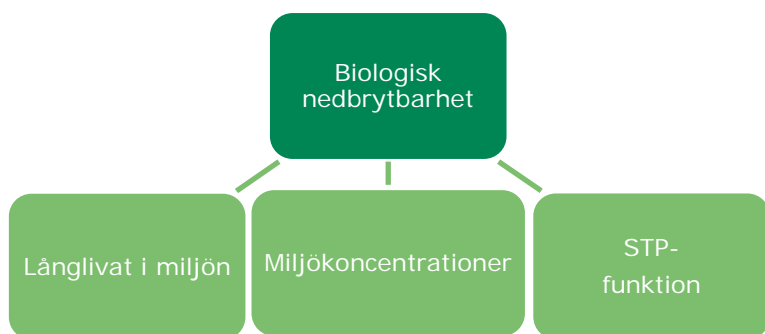 Biologisk
nedbrytbarhet
Långlivat i miljön
Miljökoncentrationer
STP-
funktion